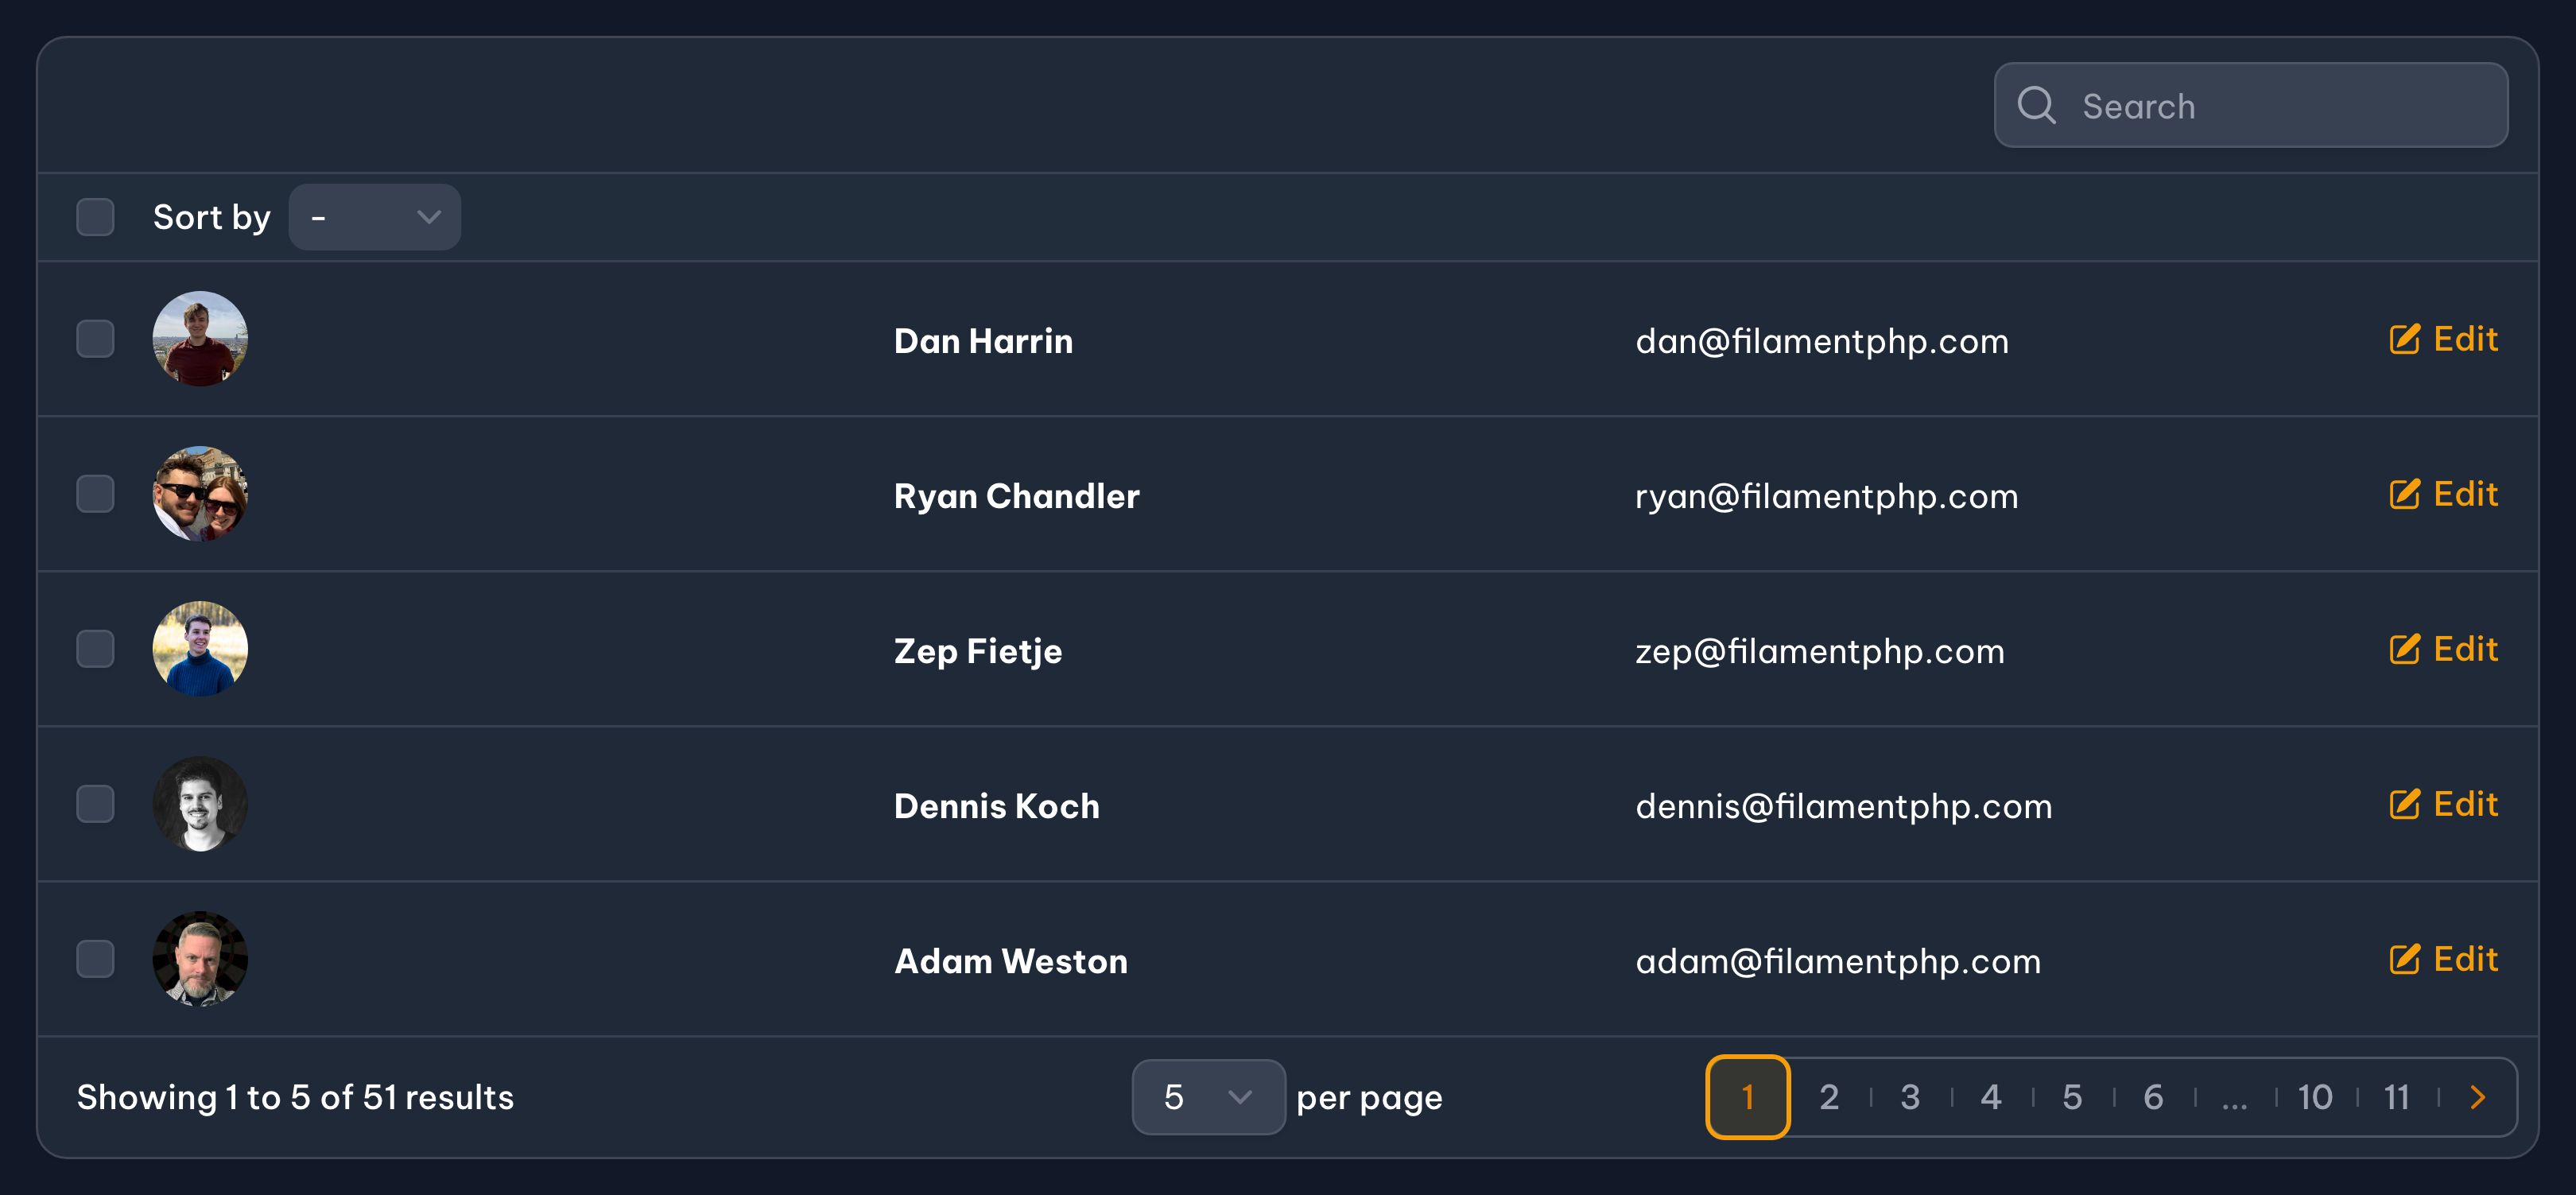 Search
Sort by -
Dan Harrin dan@filamentphp.com Edit
Ryan Chandler ryan@filamentphp.com Edit
Zep Fietje zep@filamentphp.com Edit
Dennis Koch dennis@filamentphp.com Edit
Adam Weston adam@filamentphp.com Edit
Showing 1 to 5 of 51 results 5 per page 1 2 3 4 5 6 ... 10 11